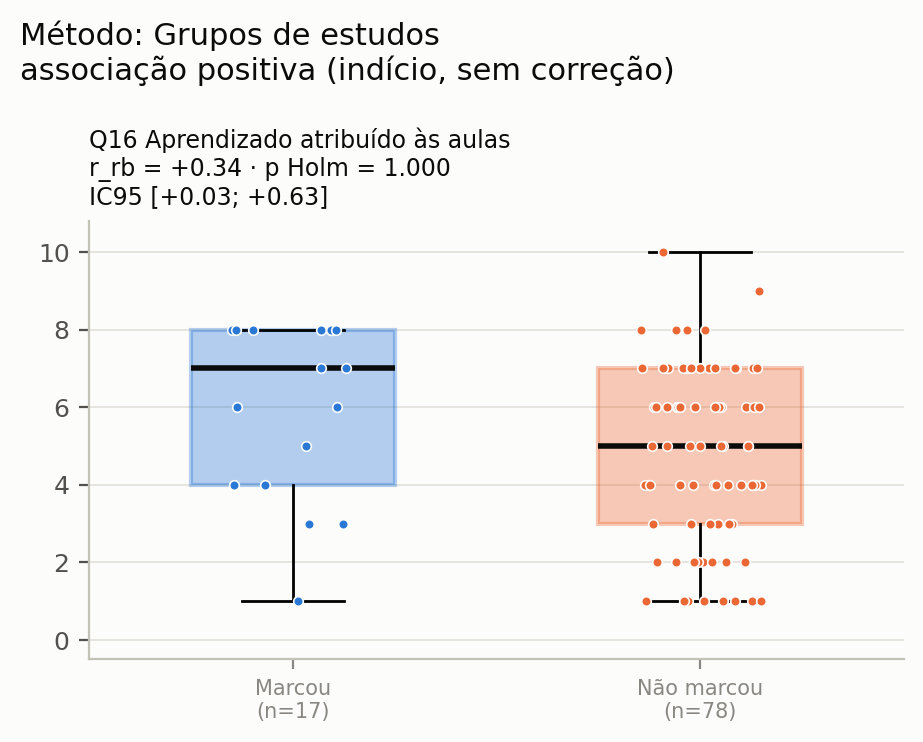 Método: Grupos de estudos
associação positiva (indício, sem correção)
Q16 Aprendizado atribuído às aulas
r_rb = +0.34 · p Holm = 1.000
IC95 [+0.03; +0.63]
10
8
6
4
2
0
Marcou
(n=17)
Não marcou
(n=78)